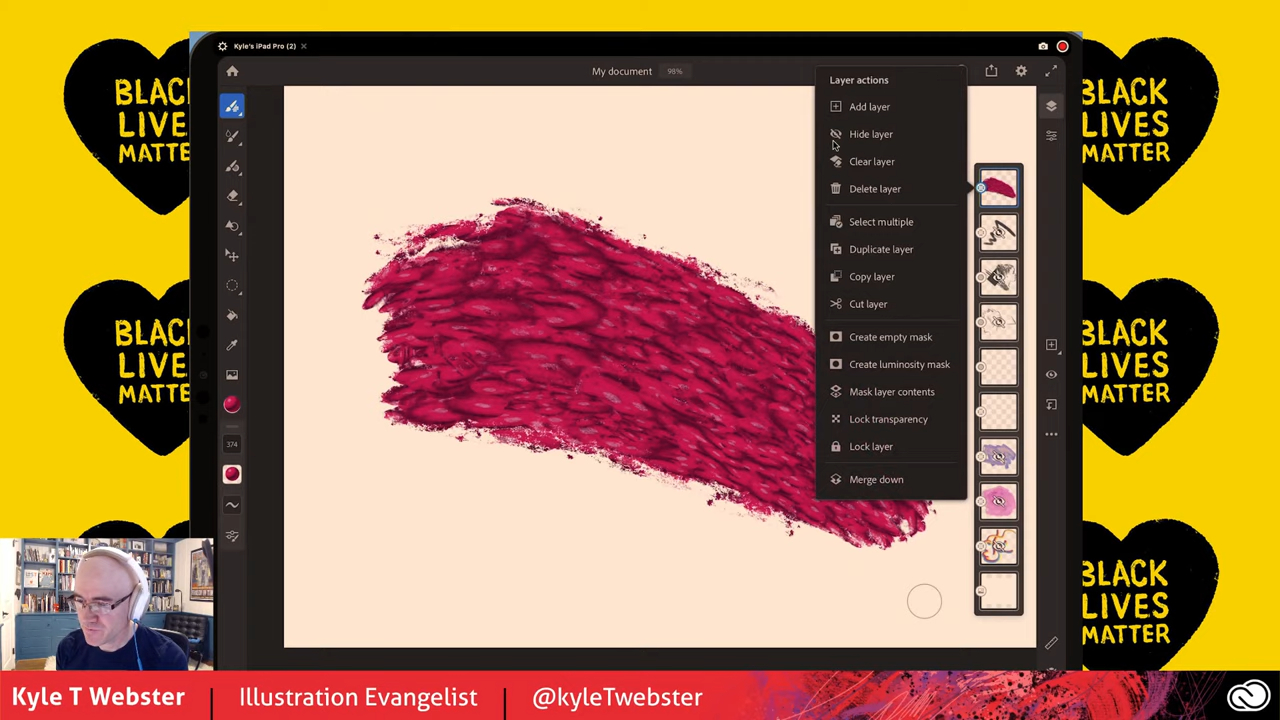 BLACK
LIVES
MATTER
BLACK
LIVES
MATTER
BLACK
LIVES
MATTER
BLACK
LIVES
MATTER
BLACK
BLACK
LIVES
MATTER
Kyle's iPad Pro (2)
My document 98%
Layer actions
Add layer
Hide layer
Clear layer
Delete layer
Select multiple
Duplicate layer
Copy layer
Cut layer
Create empty mask
Create luminosity mask
Mask layer contents
Lock transparency
Lock layer
Merge down
374
Kyle T Webster | Illustration Evangelist | @kyleTwebster